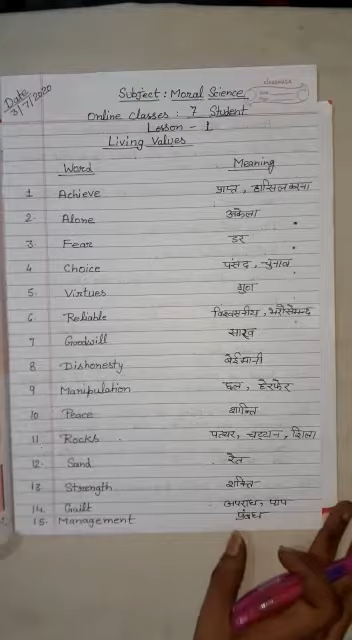 Date
3/7/2020
classmate
Subject : Moral Science
Online classes : 7 Student
Lesson - 1
Living Values
Word Meaning
1 Achieve प्राप्त, हासिल करना
2. Alone अकेला
3. Fear डर
4 Choice पसंद, चुनाव
5. Virtues गुण
6 Reliable विश्वसनीय, भरोसेमन्द
7 Goodwill साख
8 Dishonesty बेईमानी
9 Manipulation छल, हेरफेर
10 Peace शान्ति
11 Rocks पत्थर, चट्टान, शिला
12. Sand रेत
13. Strength शक्ति
14. Guilt अपराध, पाप
15. Management प्रबंध